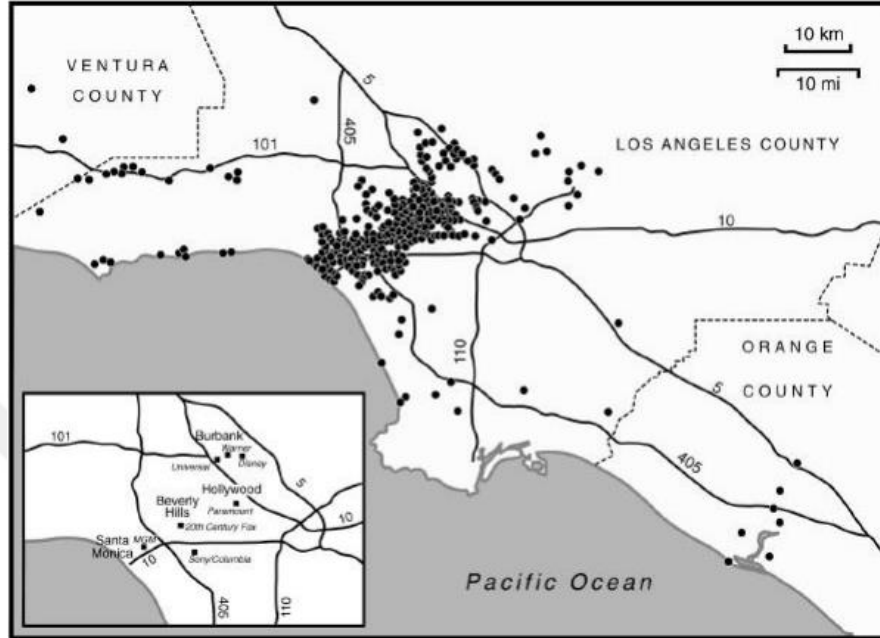 10 km
10 mi
VENTURA
COUNTY
5
405
101
LOS ANGELES COUNTY
10
110
ORANGE
COUNTY
5
405
Pacific Ocean
101
Burbank
Warner
Universal
Disney
5
Hollywood
Paramount
Beverly
Hills
20th Century Fox
10
Santa
Monica
MGM
10
Sony/Columbia
405
110